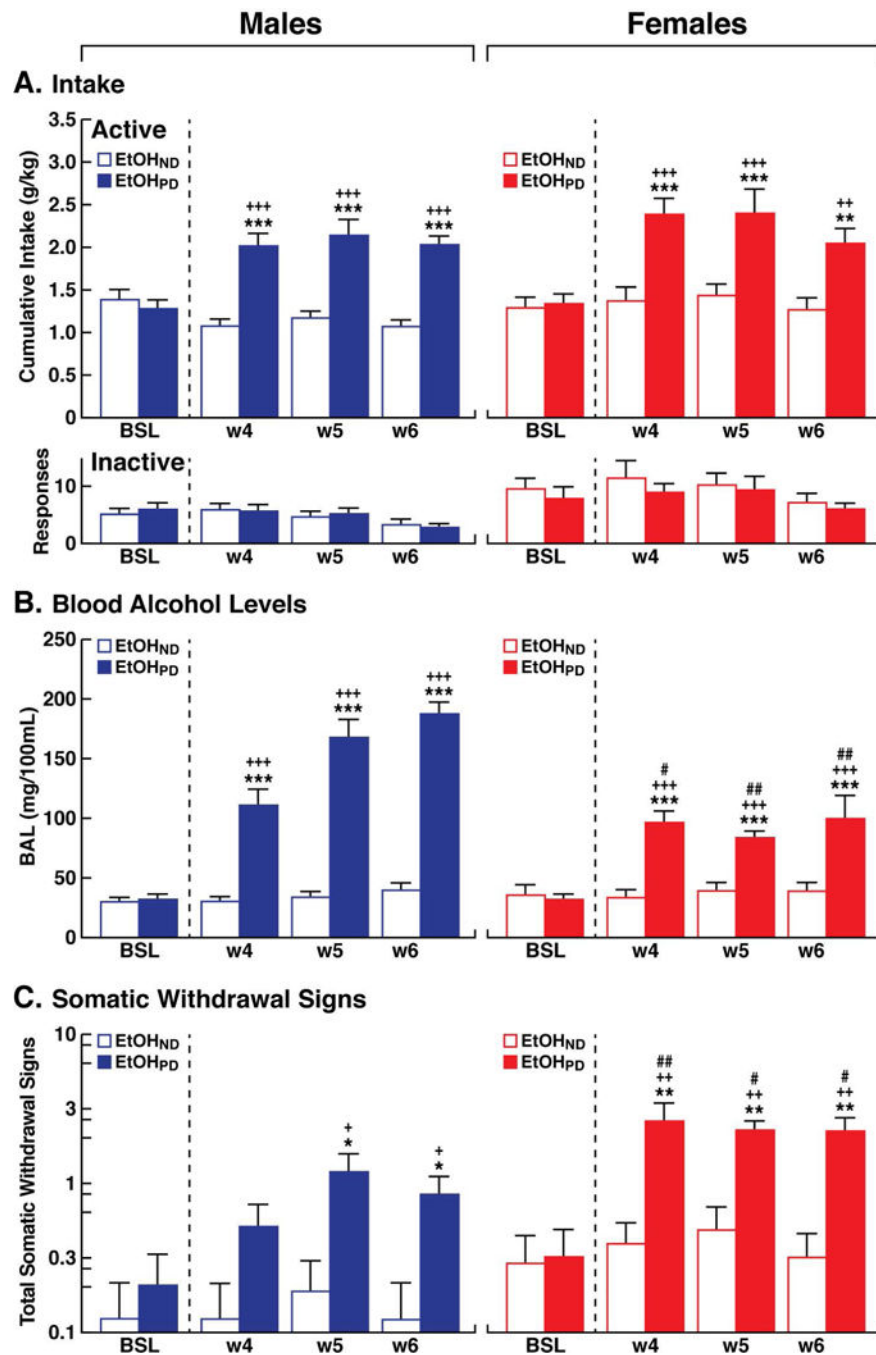 Males Females
A. Intake
Cumulative Intake (g/kg)
3.5
3.0
2.5
2.0
1.5
1.0
0.5
0
Active
EtOHND
EtOHPD
+++
***
+++
***
+++
***
BSL w4 w5 w6
EtOHND
EtOHPD
+++
***
+++
***
++
**
BSL w4 w5 w6
Responses
10
0
Inactive
BSL w4 w5 w6
BSL w4 w5 w6
B. Blood Alcohol Levels
BAL (mg/100mL)
250
200
150
100
50
0
EtOHND
EtOHPD
+++
***
+++
***
+++
***
BSL w4 w5 w6
EtOHND
EtOHPD
#
+++
***
##
+++
***
##
+++
***
BSL w4 w5 w6
C. Somatic Withdrawal Signs
Total Somatic Withdrawal Signs
10
3
1
0.3
0.1
EtOHND
EtOHPD
+
*
+
*
BSL w4 w5 w6
EtOHND
EtOHPD
##
++
**
#
++
**
#
++
**
BSL w4 w5 w6